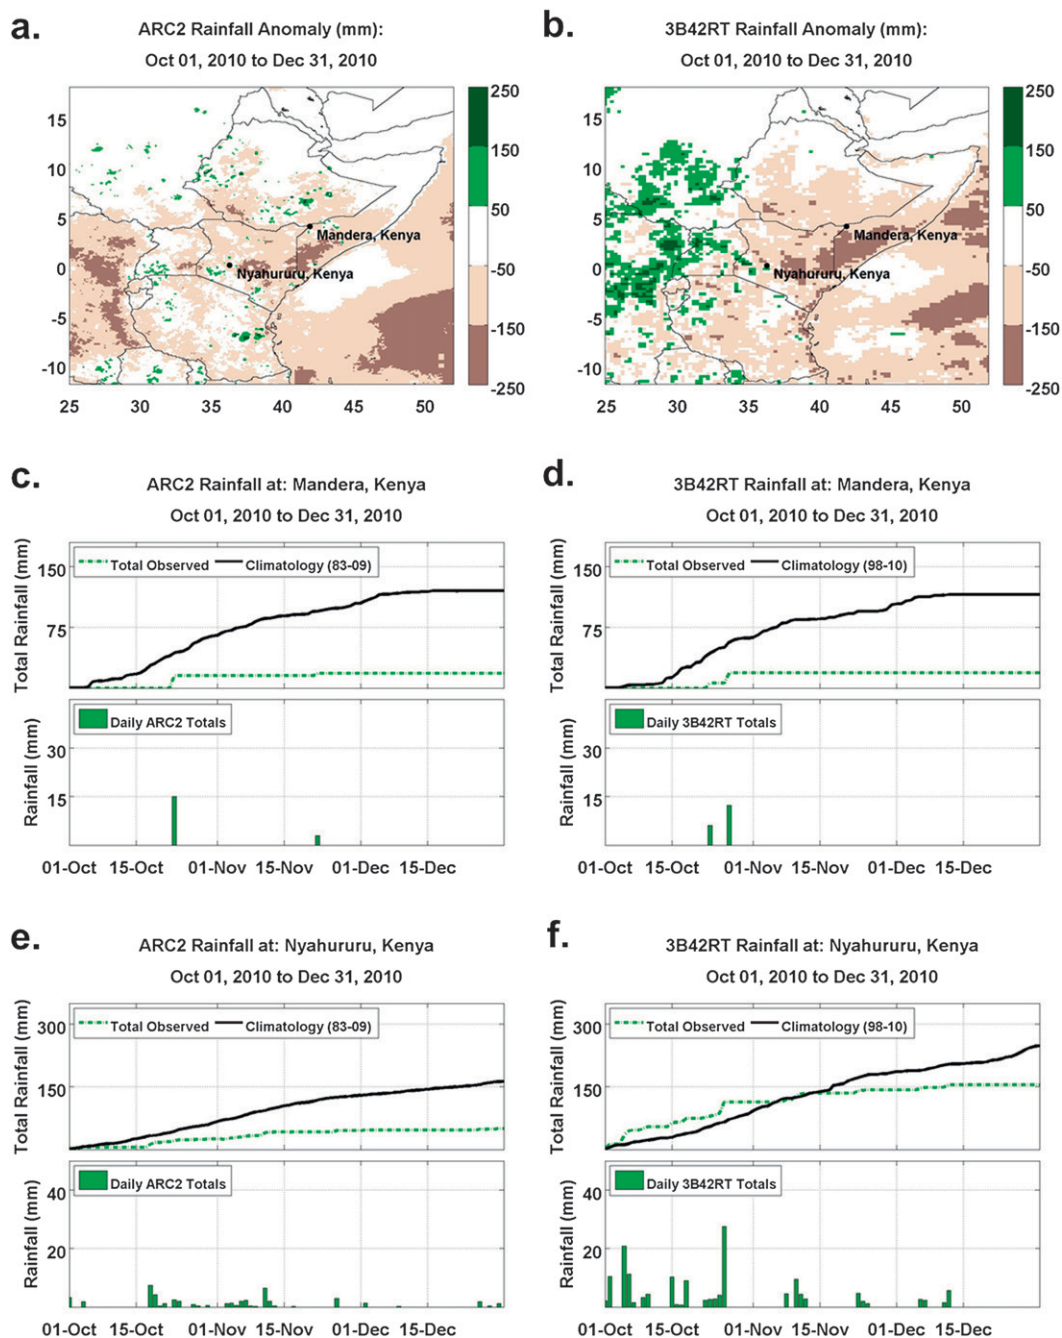 a.
ARC2 Rainfall Anomaly (mm):
Oct 01, 2010 to Dec 31, 2010
15
10
5
0
-5
-10
25 30 35 40 45 50
Mandera, Kenya
Nyahururu, Kenya
250
150
50
-50
-150
-250
b.
3B42RT Rainfall Anomaly (mm):
Oct 01, 2010 to Dec 31, 2010
15
10
5
0
-5
-10
25 30 35 40 45 50
Mandera, Kenya
Nyahururu, Kenya
250
150
50
-50
-150
-250
c.
ARC2 Rainfall at: Mandera, Kenya
Oct 01, 2010 to Dec 31, 2010
Total Rainfall (mm)
150
75
Total Observed Climatology (83-09)
Rainfall (mm)
30
15
Daily ARC2 Totals
01-Oct 15-Oct 01-Nov 15-Nov 01-Dec 15-Dec
d.
3B42RT Rainfall at: Mandera, Kenya
Oct 01, 2010 to Dec 31, 2010
Total Rainfall (mm)
150
75
Total Observed Climatology (98-10)
Rainfall (mm)
30
15
Daily 3B42RT Totals
01-Oct 15-Oct 01-Nov 15-Nov 01-Dec 15-Dec
e.
ARC2 Rainfall at: Nyahururu, Kenya
Oct 01, 2010 to Dec 31, 2010
Total Rainfall (mm)
300
150
Total Observed Climatology (83-09)
Rainfall (mm)
40
20
Daily ARC2 Totals
01-Oct 15-Oct 01-Nov 15-Nov 01-Dec 15-Dec
f.
3B42RT Rainfall at: Nyahururu, Kenya
Oct 01, 2010 to Dec 31, 2010
Total Rainfall (mm)
300
150
Total Observed Climatology (98-10)
Rainfall (mm)
40
20
Daily 3B42RT Totals
01-Oct 15-Oct 01-Nov 15-Nov 01-Dec 15-Dec